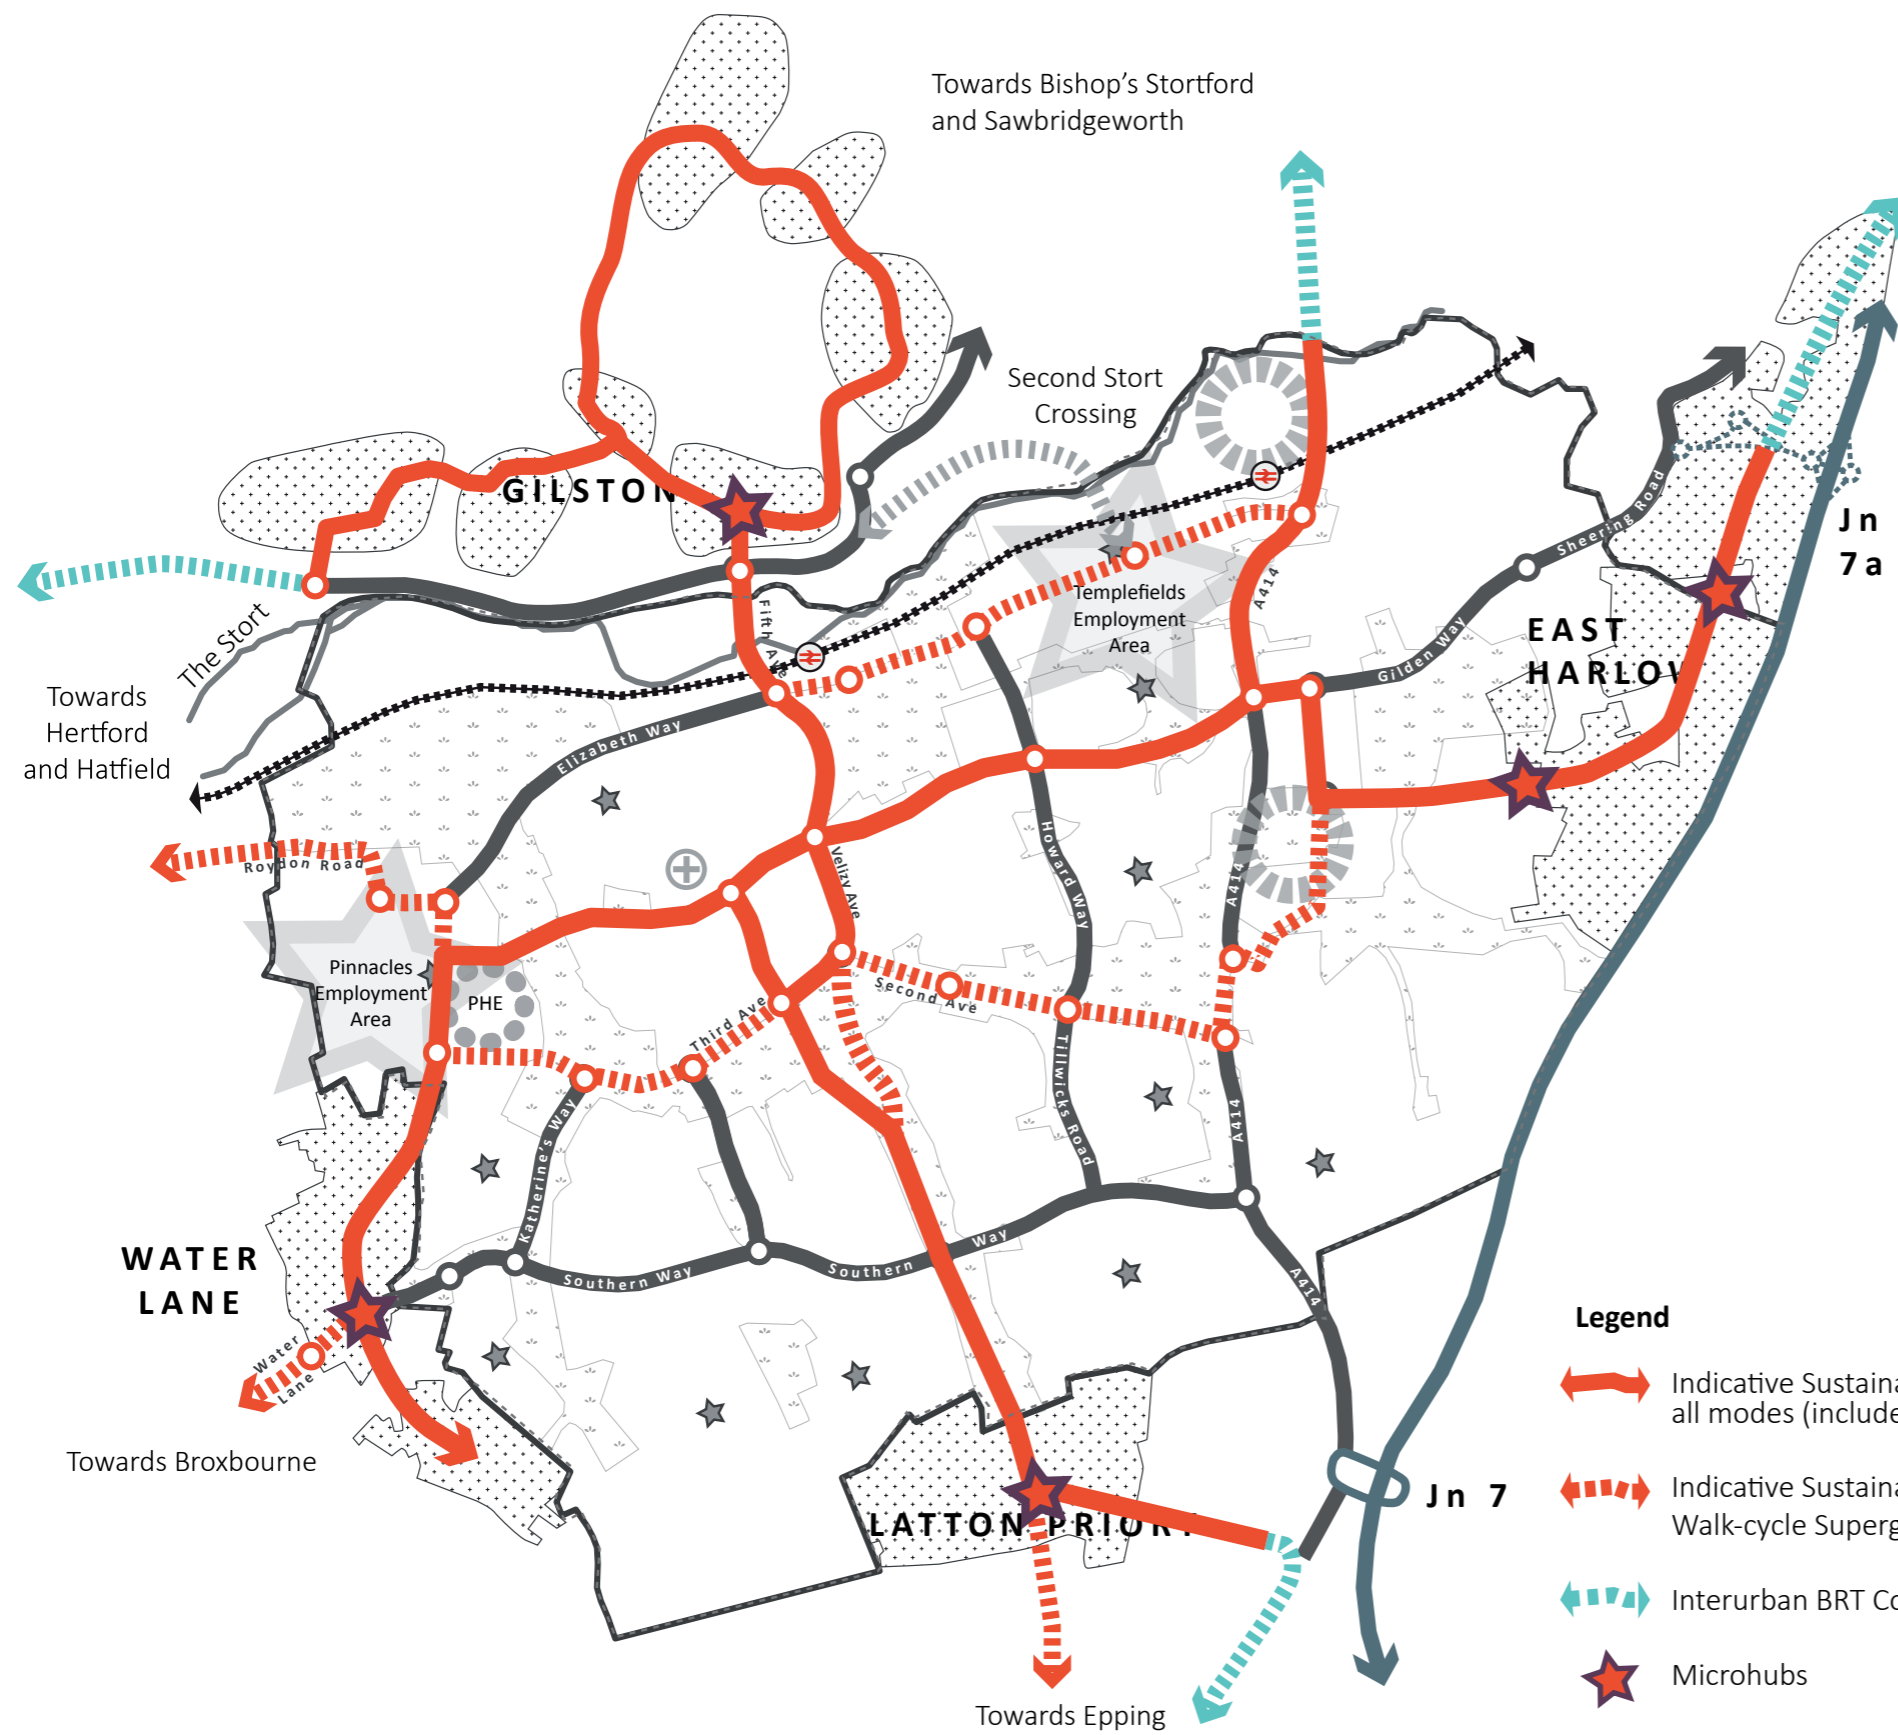 Towards Bishop's Stortford
and Sawbridgeworth
Second Stort
Crossing
GILSTON
The Stort
Towards
Hertford
and Hatfield
Fifth Ave
Elizabeth Way
Templefields
Employment
Area
A414
Sheering Road
Gilden Way
Jn
7a
EAST
HARLOW
Roydon Road
Velizy Ave
Howard Way
A414
Pinnacles
Employment
Area
PHE
Second Ave
Third Ave
Tillwicks Road
A414
Katherine's Way
Southern Way
Southern
Way
A414
WATER
LANE
Water
Lane
Towards Broxbourne
LATTON PRIORY
Jn 7
Towards Epping
Legend
Indicative Sustaina
all modes (include
Indicative Sustaina
Walk-cycle Superg
Interurban BRT Co
Microhubs